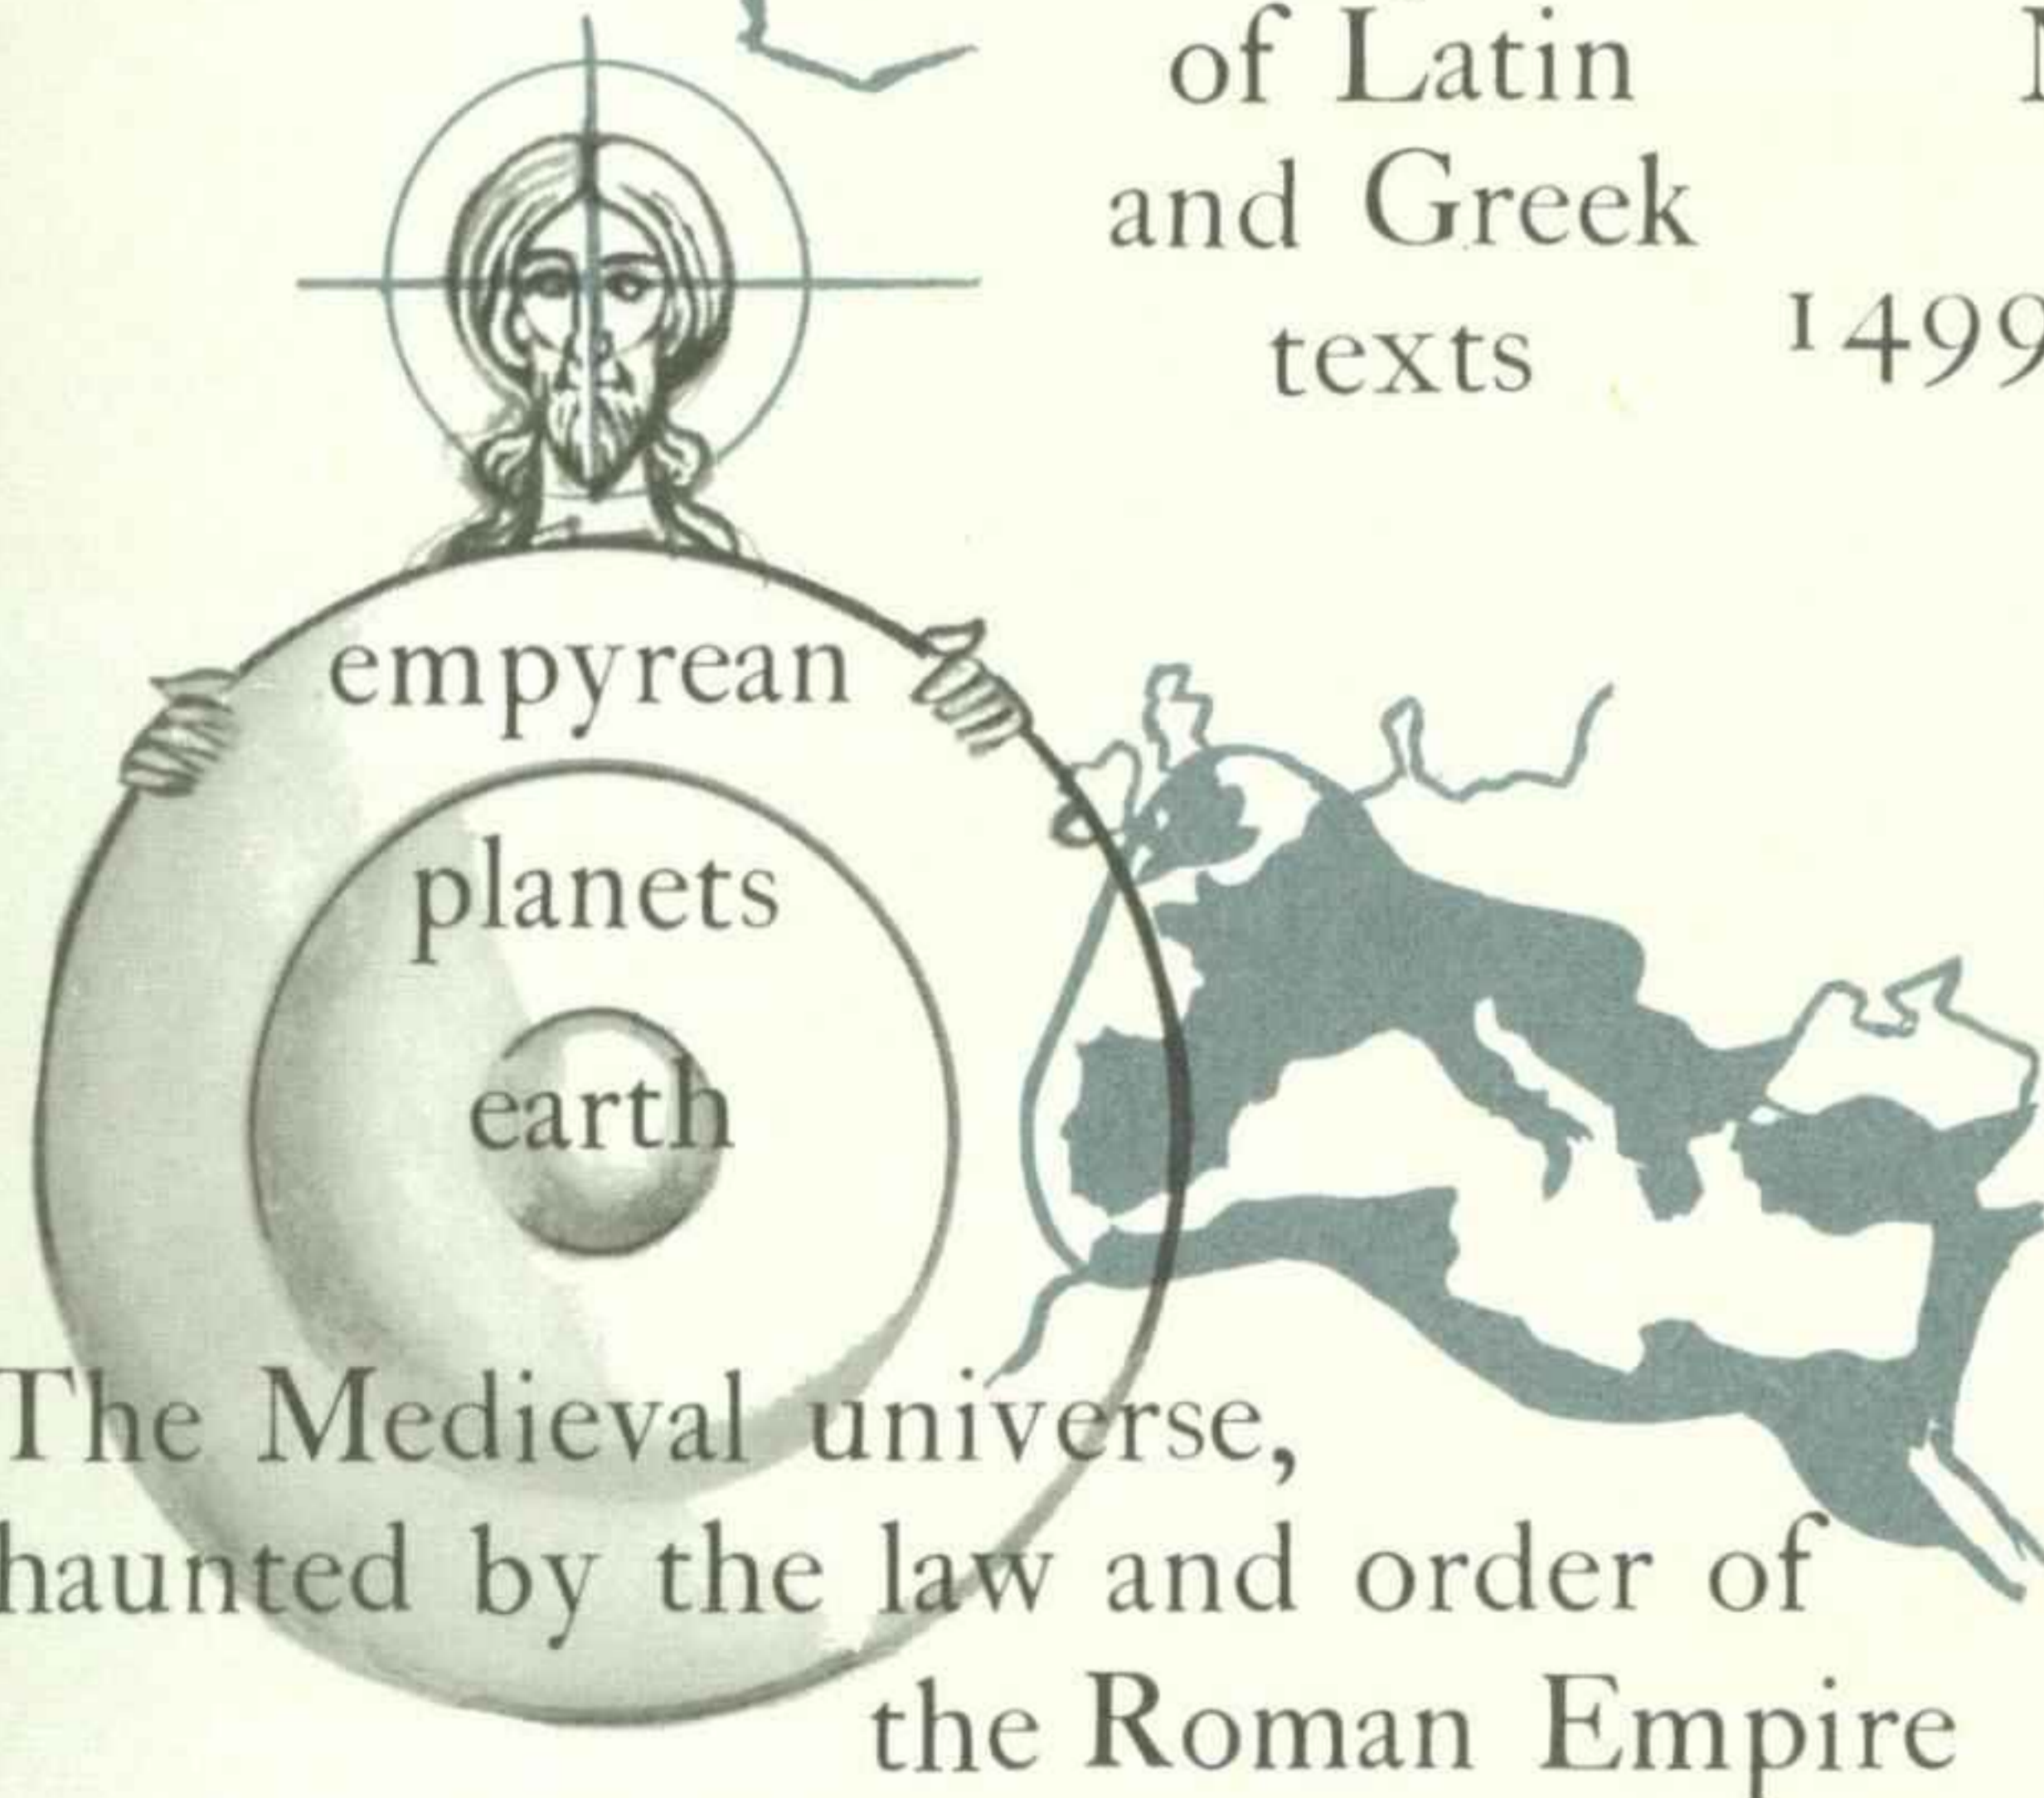 of Latin
and Greek
texts
1499
empyrean
planets
earth
The Medieval universe,
haunted by the law and order of
the Roman Empire